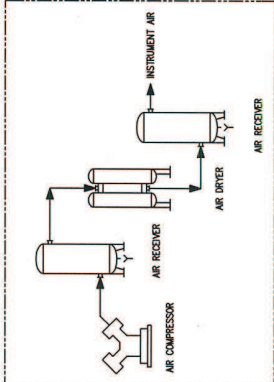 AIR COMPRESSOR
AIR RECEIVER
AIR DRYER
AIR RECEIVER
INSTRUMENT AIR